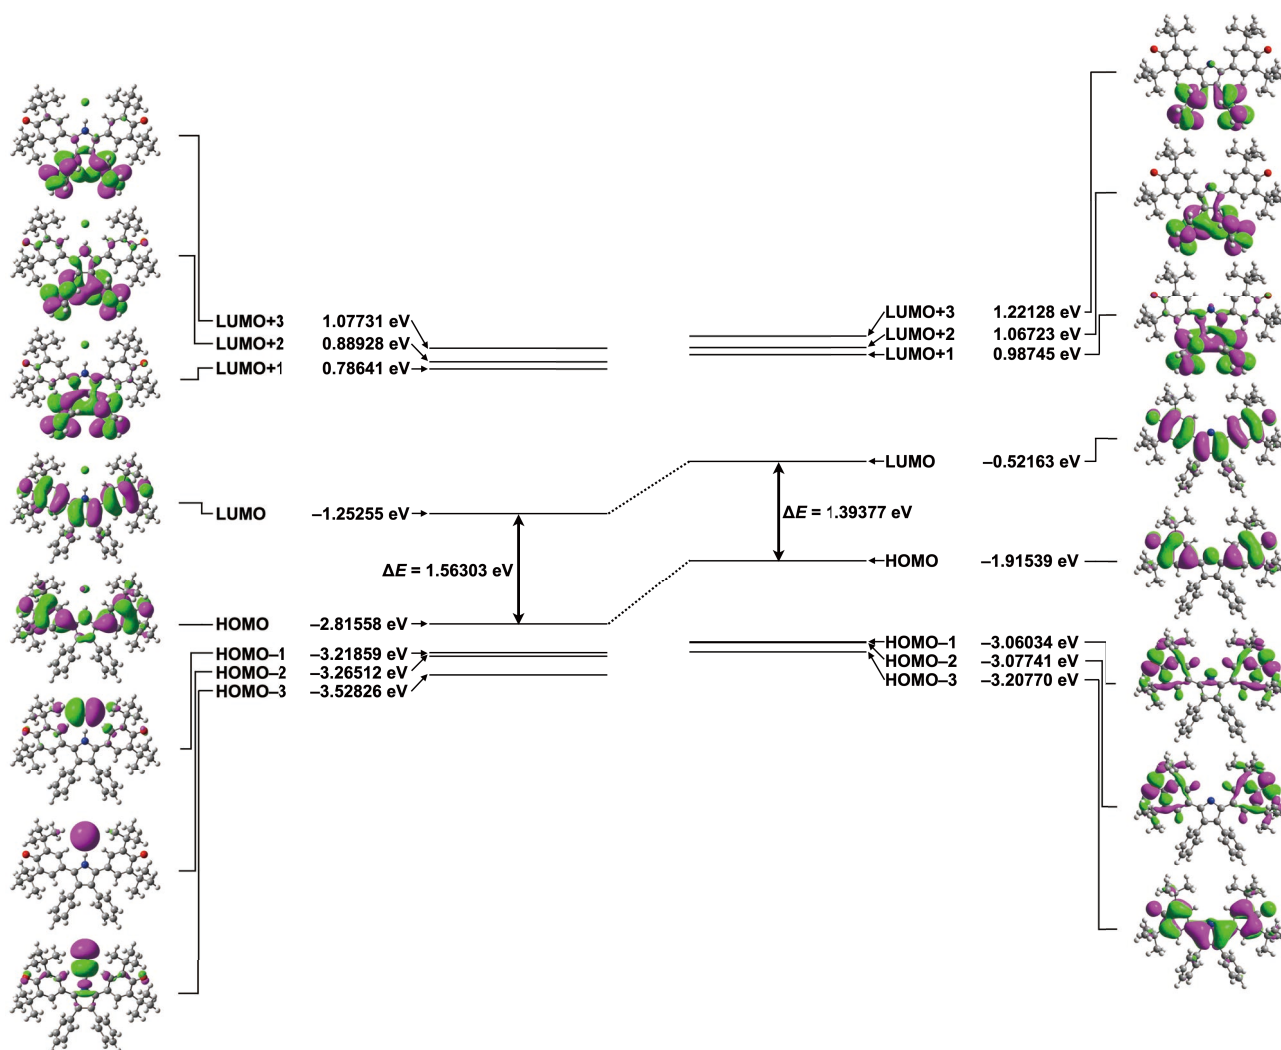 LUMO+3 1.07731 eV
LUMO+2 0.88928 eV
LUMO+1 0.78641 eV
LUMO –1.25255 eV
ΔE = 1.56303 eV
HOMO –2.81558 eV
HOMO–1 –3.21859 eV
HOMO–2 –3.26512 eV
HOMO–3 –3.52826 eV
LUMO+3 1.22128 eV
LUMO+2 1.06723 eV
LUMO+1 0.98745 eV
LUMO –0.52163 eV
ΔE = 1.39377 eV
HOMO –1.91539 eV
HOMO–1 –3.06034 eV
HOMO–2 –3.07741 eV
HOMO–3 –3.20770 eV